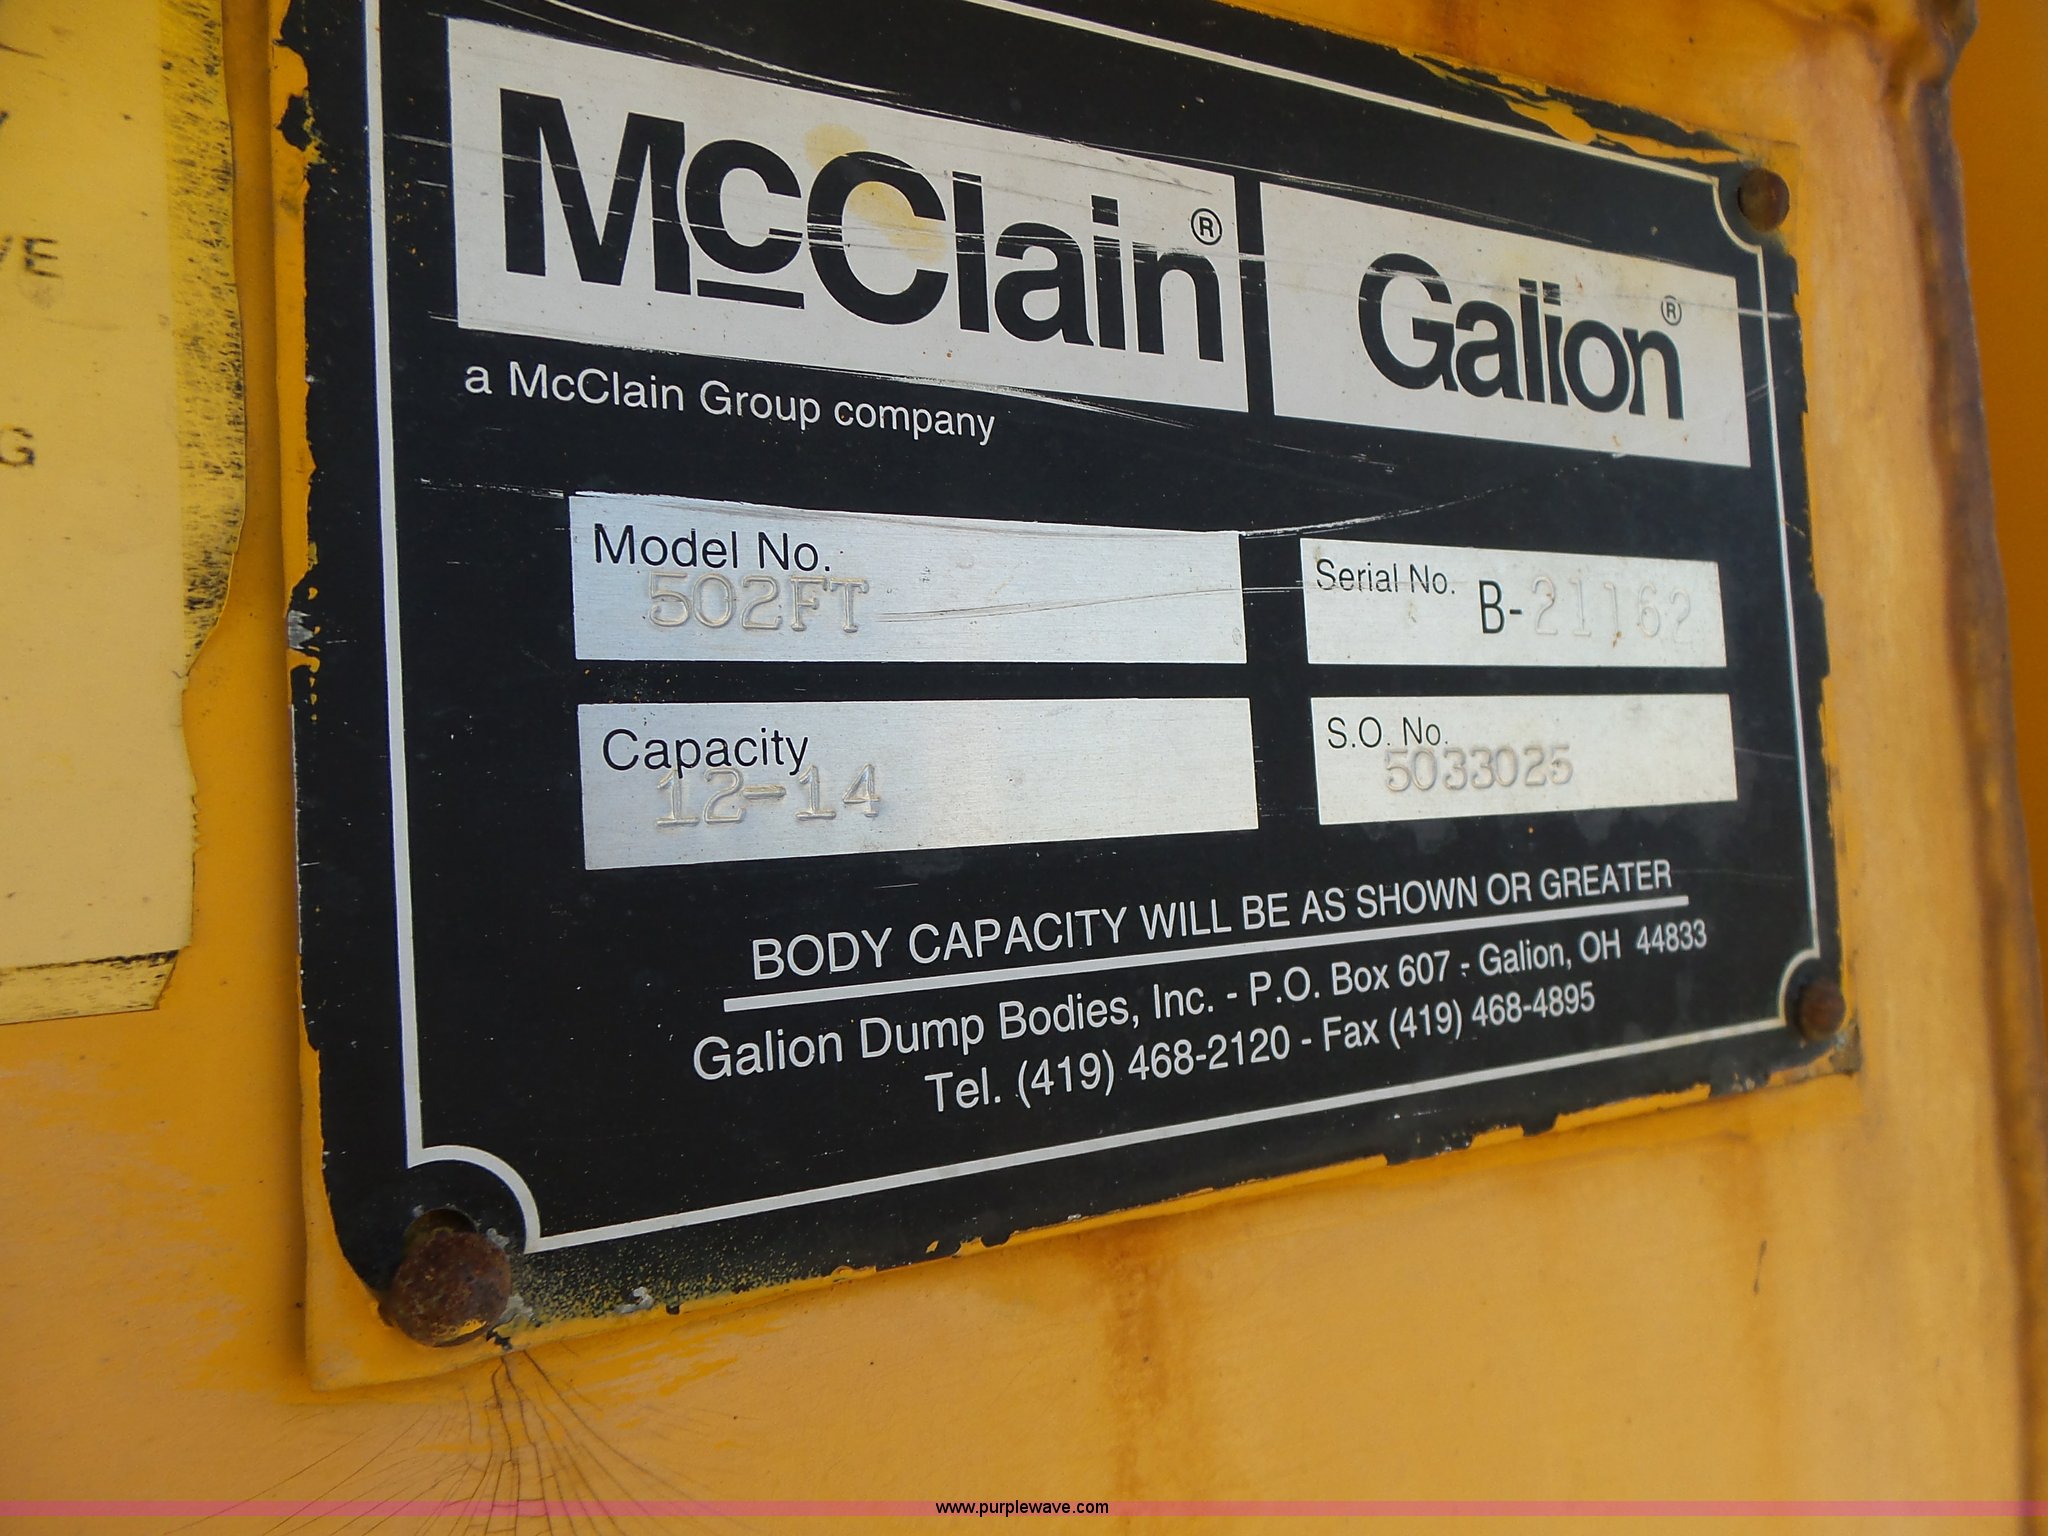 VE
G
McClain® Galion®
a McClain Group company
Model No.
502FT
Serial No. B-21162
Capacity
12-14
S.O. No.
5033025
BODY CAPACITY WILL BE AS SHOWN OR GREATER
Galion Dump Bodies, Inc. - P.O. Box 607 - Galion, OH 44833
Tel. (419) 468-2120 - Fax (419) 468-4895
www.purplewave.com